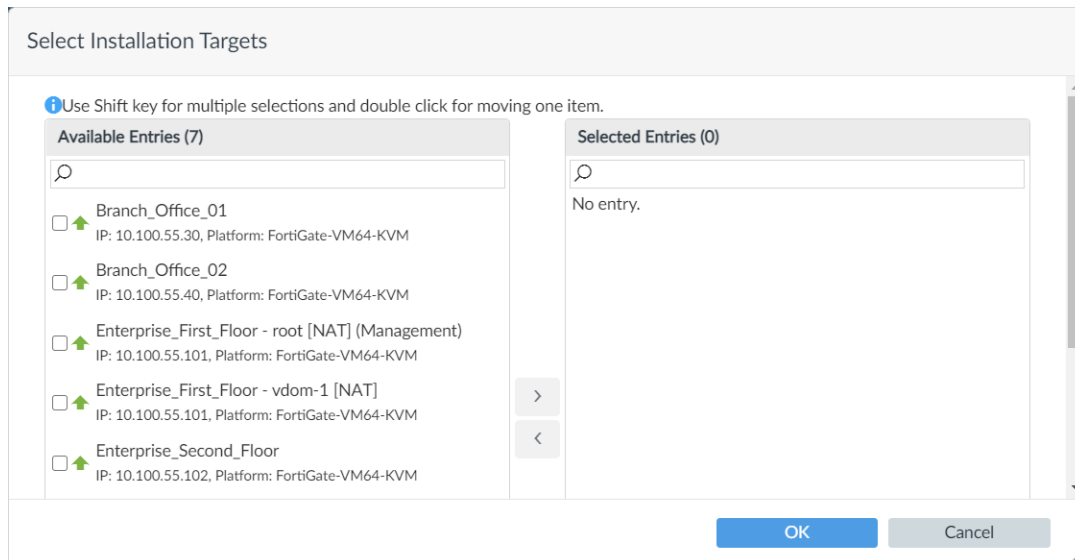 Select Installation Targets
Use Shift key for multiple selections and double click for moving one item.
Available Entries (7)
Branch_Office_01
IP: 10.100.55.30, Platform: FortiGate-VM64-KVM
Branch_Office_02
IP: 10.100.55.40, Platform: FortiGate-VM64-KVM
Enterprise_First_Floor - root [NAT] (Management)
IP: 10.100.55.101, Platform: FortiGate-VM64-KVM
Enterprise_First_Floor - vdom-1 [NAT]
IP: 10.100.55.101, Platform: FortiGate-VM64-KVM
Enterprise_Second_Floor
IP: 10.100.55.102, Platform: FortiGate-VM64-KVM
>
<
Selected Entries (0)
No entry.
OK
Cancel